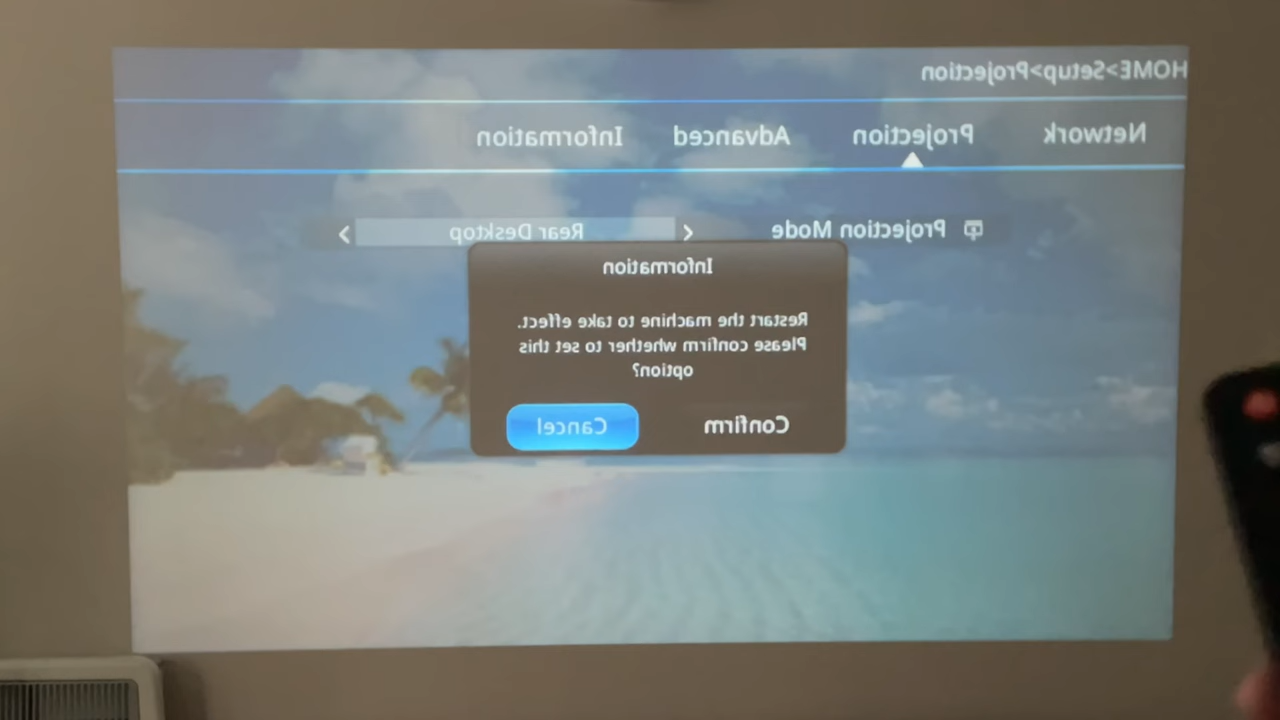 HOME>Setup>Projection
Network Projection Advanced Information
Projection Mode Rear Desktop
Information
Restart the machine to take effect.
Please confirm whether to set this
option?
Confirm Cancel